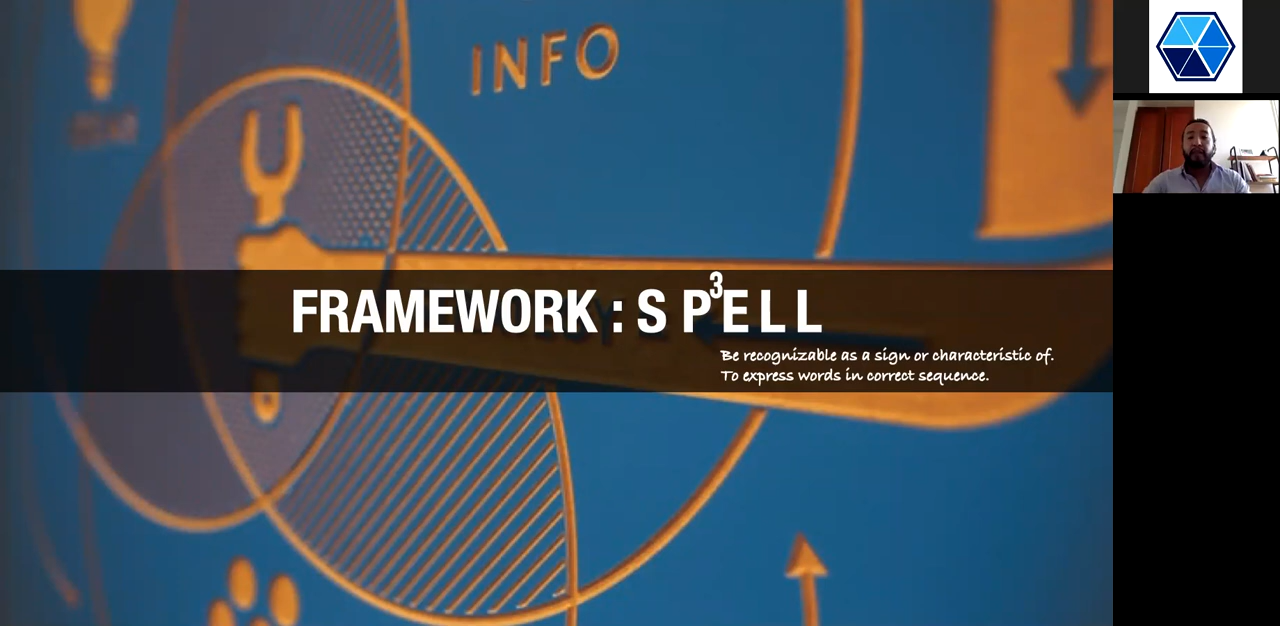 INFO
FRAMEWORK : S P³E L L
Be recognizable as a sign or characteristic of.
To express words in correct sequence.